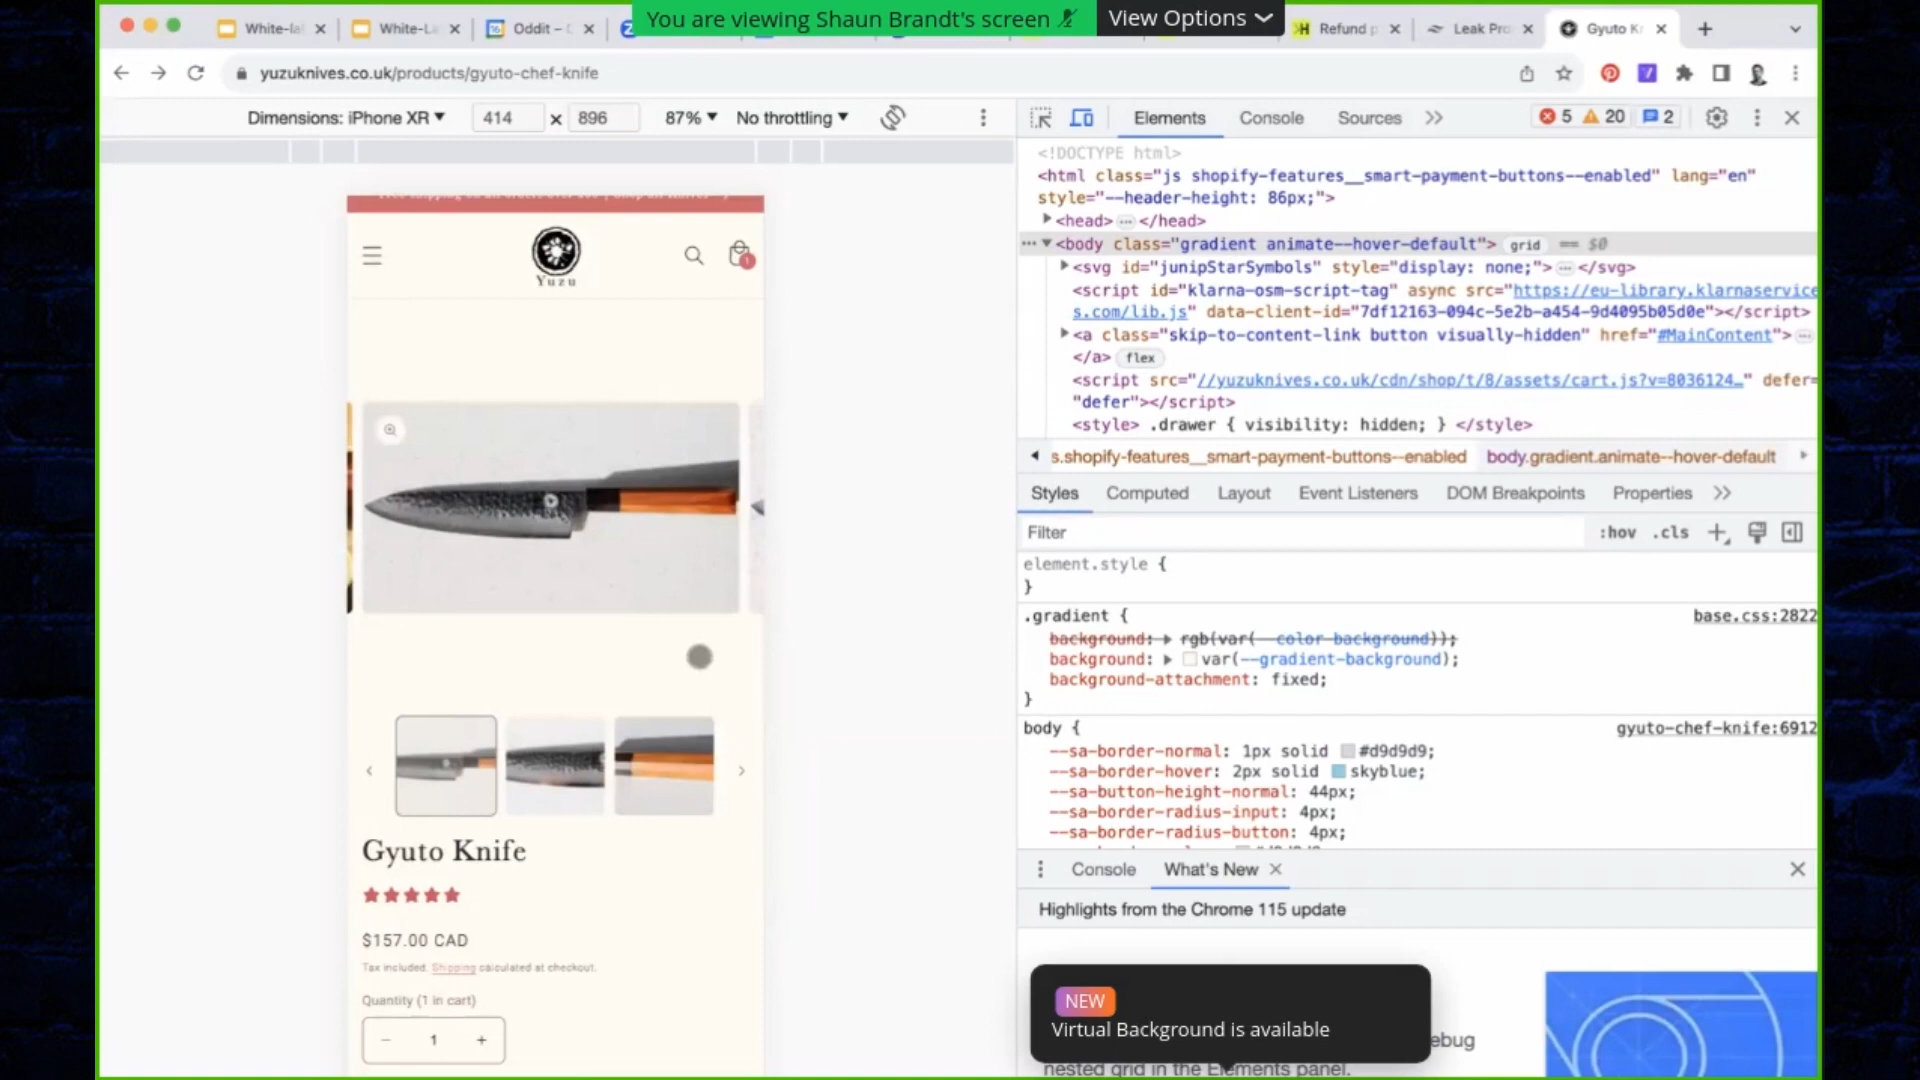 You are viewing Shaun Brandt's screen
View Options
White-la
White-La
Oddit –
Refund p
Leak Pro
Gyuto Kn
yuzuknives.co.uk/products/gyuto-chef-knife
Dimensions: iPhone XR
414
×
896
87%
No throttling
Elements
Console
Sources
5
20
2
<!DOCTYPE html>
<html class="js shopify-features__smart-payment-buttons--enabled" lang="en"
style="--header-height: 86px;">
<head> … </head>
<body class="gradient animate--hover-default"> grid == $0
<svg id="junipStarSymbols" style="display: none;"> … </svg>
<script id="klarna-osm-script-tag" async src="https://eu-library.klarnaservice
s.com/lib.js" data-client-id="7df12163-094c-5e2b-a454-9d4095b05d0e"></script>
<a class="skip-to-content-link button visually-hidden" href="#MainContent"> …
</a> flex
<script src="//yuzuknives.co.uk/cdn/shop/t/8/assets/cart.js?v=8036124…" defer=
"defer"></script>
<style> .drawer { visibility: hidden; } </style>
s.shopify-features__smart-payment-buttons--enabled
body.gradient.animate--hover-default
Styles
Computed
Layout
Event Listeners
DOM Breakpoints
Properties
Filter
:hov
.cls
element.style {
}
.gradient {
base.css:2822
background: rgb(var(--color-background));
background: var(--gradient-background);
background-attachment: fixed;
}
body {
gyuto-chef-knife:6912
--sa-border-normal: 1px solid #d9d9d9;
--sa-border-hover: 2px solid skyblue;
--sa-button-height-normal: 44px;
--sa-border-radius-input: 4px;
--sa-border-radius-button: 4px;
Console
What's New
Highlights from the Chrome 115 update
NEW
Virtual Background is available
ebug
nested grid in the Elements panel.
Yuzu
1
Gyuto Knife
$157.00 CAD
Tax included. Shipping calculated at checkout.
Quantity (1 in cart)
− 1 +